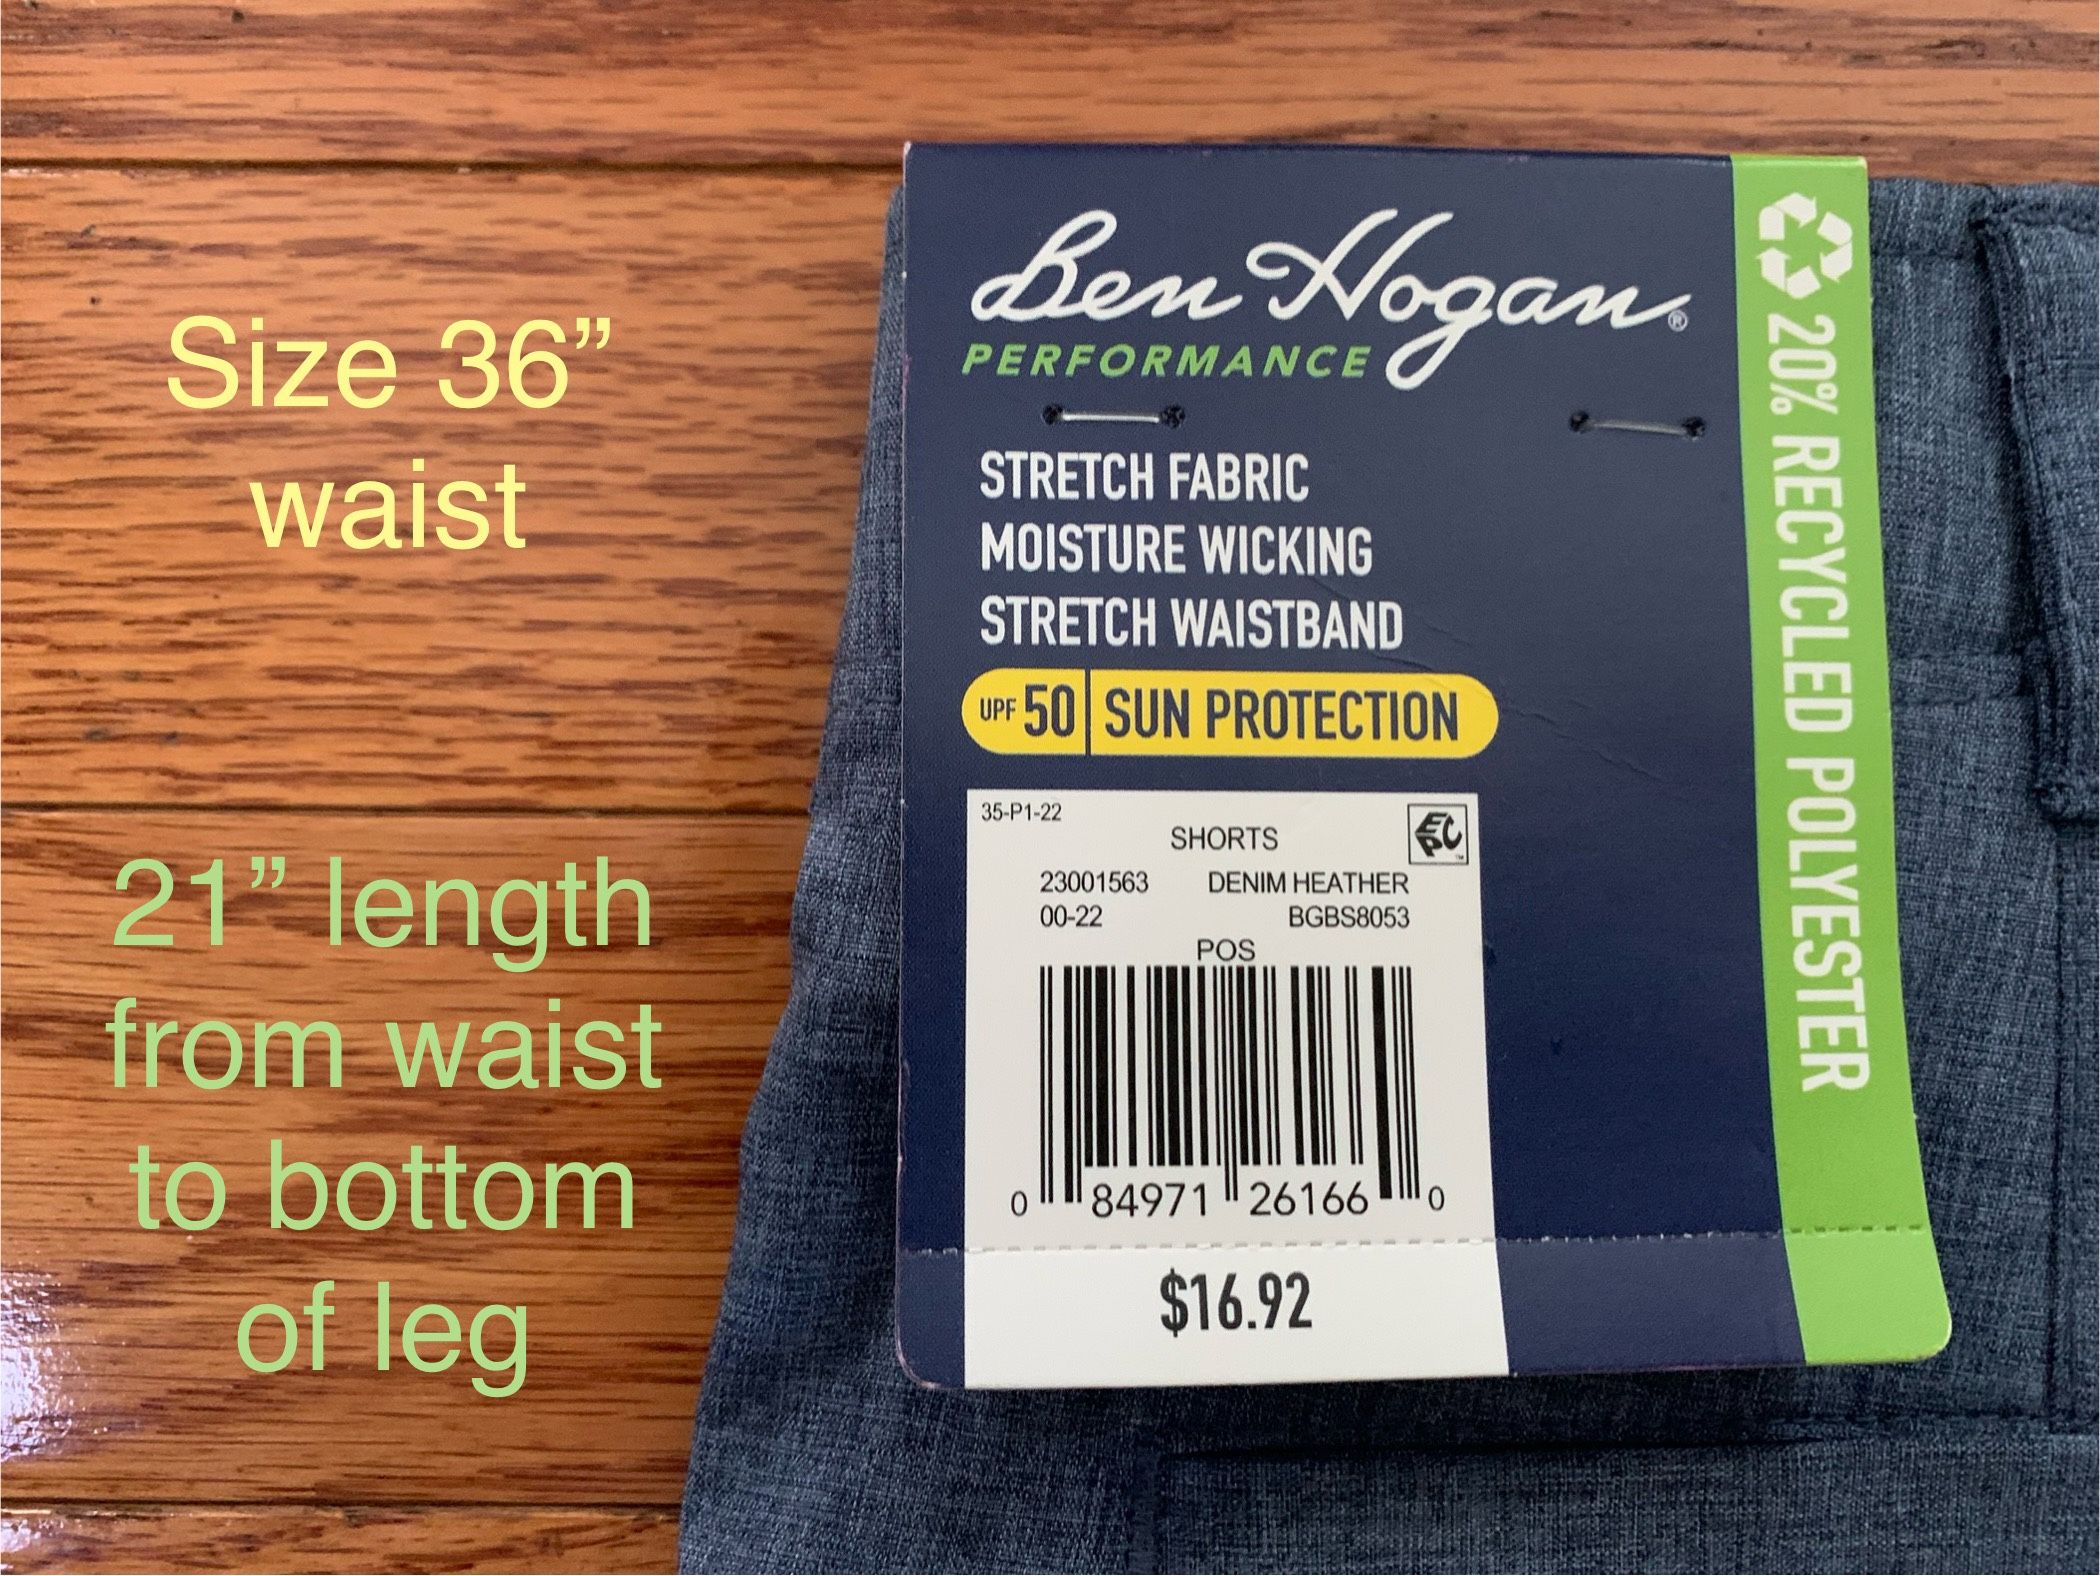 Size 36”
waist
21” length
from waist
to bottom
of leg
Ben Hogan®
PERFORMANCE
STRETCH FABRIC
MOISTURE WICKING
STRETCH WAISTBAND
UPF 50 SUN PROTECTION
35-P1-22
EPC™
SHORTS
23001563 DENIM HEATHER
00-22 BGBS8053
POS
0 84971 26166 0
$16.92
20% RECYCLED POLYESTER